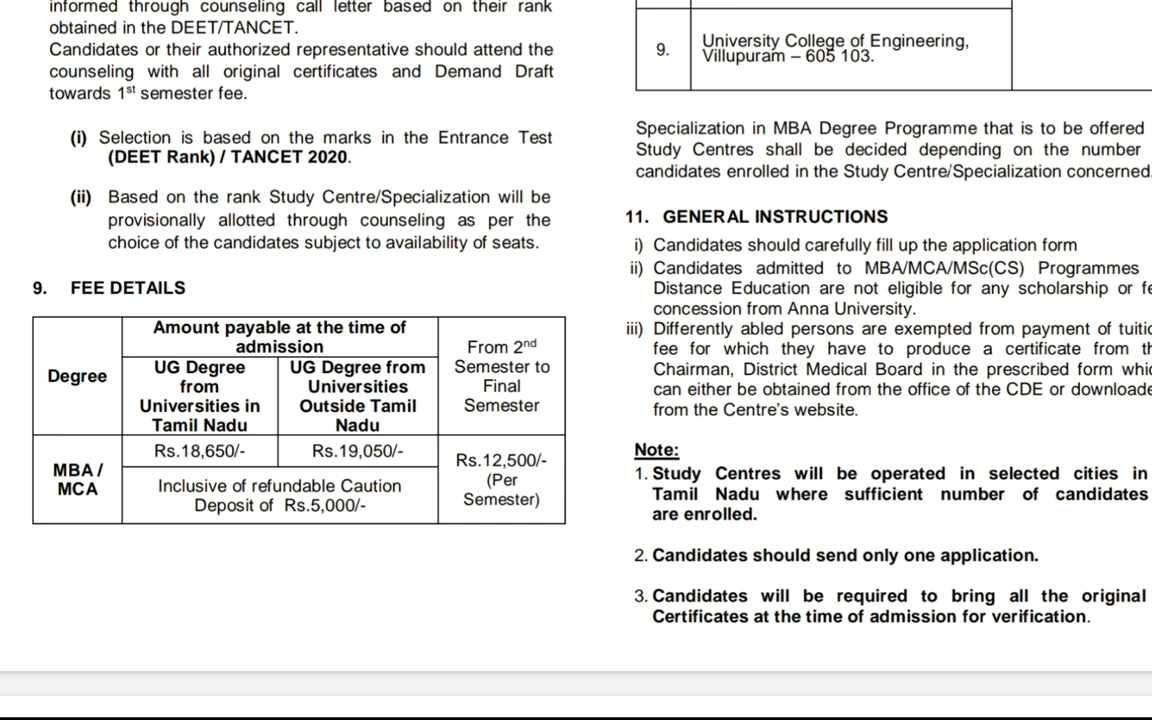 informed through counseling call letter based on their rank
obtained in the DEET/TANCET.
Candidates or their authorized representative should attend the
counseling with all original certificates and Demand Draft
towards 1st semester fee.
(i) Selection is based on the marks in the Entrance Test
(DEET Rank) / TANCET 2020.
(ii) Based on the rank Study Centre/Specialization will be
provisionally allotted through counseling as per the
choice of the candidates subject to availability of seats.
9. FEE DETAILS
Degree
Amount payable at the time of
admission
UG Degree
from
Universities in
Tamil Nadu
UG Degree from
Universities
Outside Tamil
Nadu
From 2nd
Semester to
Final
Semester
MBA /
MCA
Rs.18,650/-
Rs.19,050/-
Inclusive of refundable Caution
Deposit of Rs.5,000/-
Rs.12,500/-
(Per
Semester)
9.
University College of Engineering,
Villupuram – 605 103.
Specialization in MBA Degree Programme that is to be offered
Study Centres shall be decided depending on the number
candidates enrolled in the Study Centre/Specialization concerned.
11. GENERAL INSTRUCTIONS
i) Candidates should carefully fill up the application form
ii) Candidates admitted to MBA/MCA/MSc(CS) Programmes
Distance Education are not eligible for any scholarship or
concession from Anna University.
iii) Differently abled persons are exempted from payment of
fee for which they have to produce a certificate from
Chairman, District Medical Board in the prescribed form
can either be obtained from the office of the CDE or
from the Centre's website.
Note:
1. Study Centres will be operated in selected cities in
Tamil Nadu where sufficient number of candidates
are enrolled.
2. Candidates should send only one application.
3. Candidates will be required to bring all the original
Certificates at the time of admission for verification.